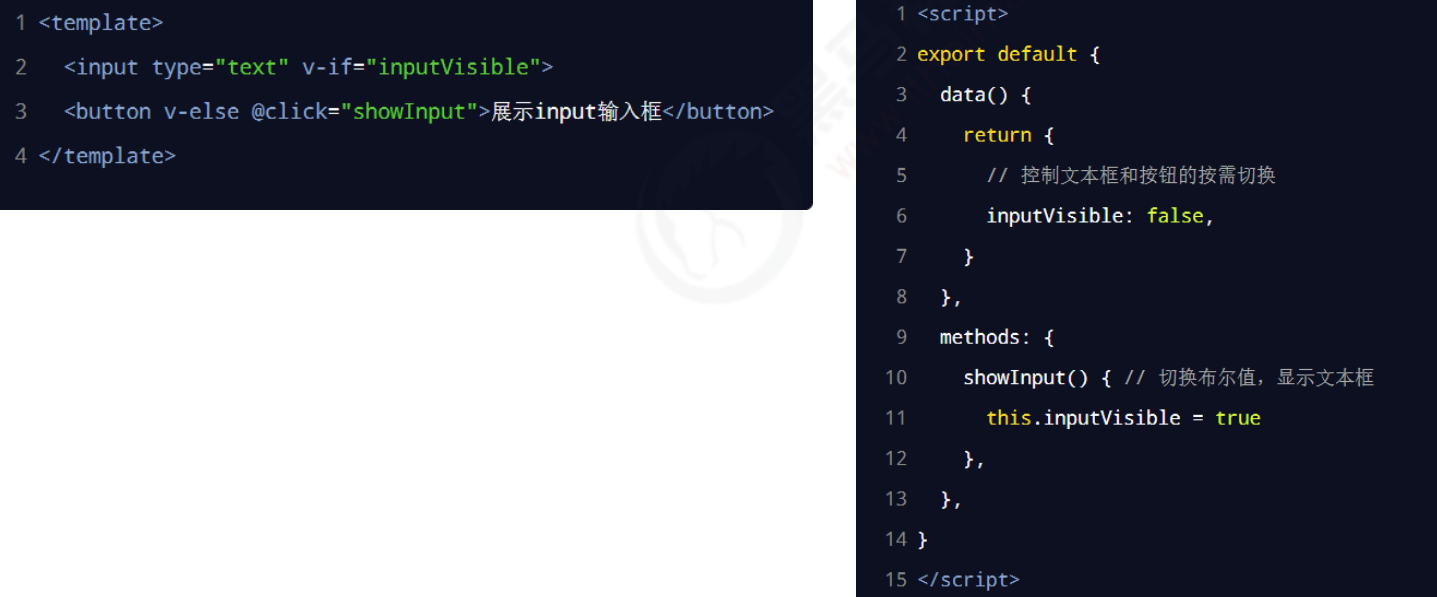 1 <template>
2 <input type="text" v-if="inputVisible">
3 <button v-else @click="showInput">展示input输入框</button>
4 </template>
1 <script>
2 export default {
3 data() {
4 return {
5 // 控制文本框和按钮的按需切换
6 inputVisible: false,
7 }
8 },
9 methods: {
10 showInput() { // 切换布尔值，显示文本框
11 this.inputVisible = true
12 },
13 },
14 }
15 </script>